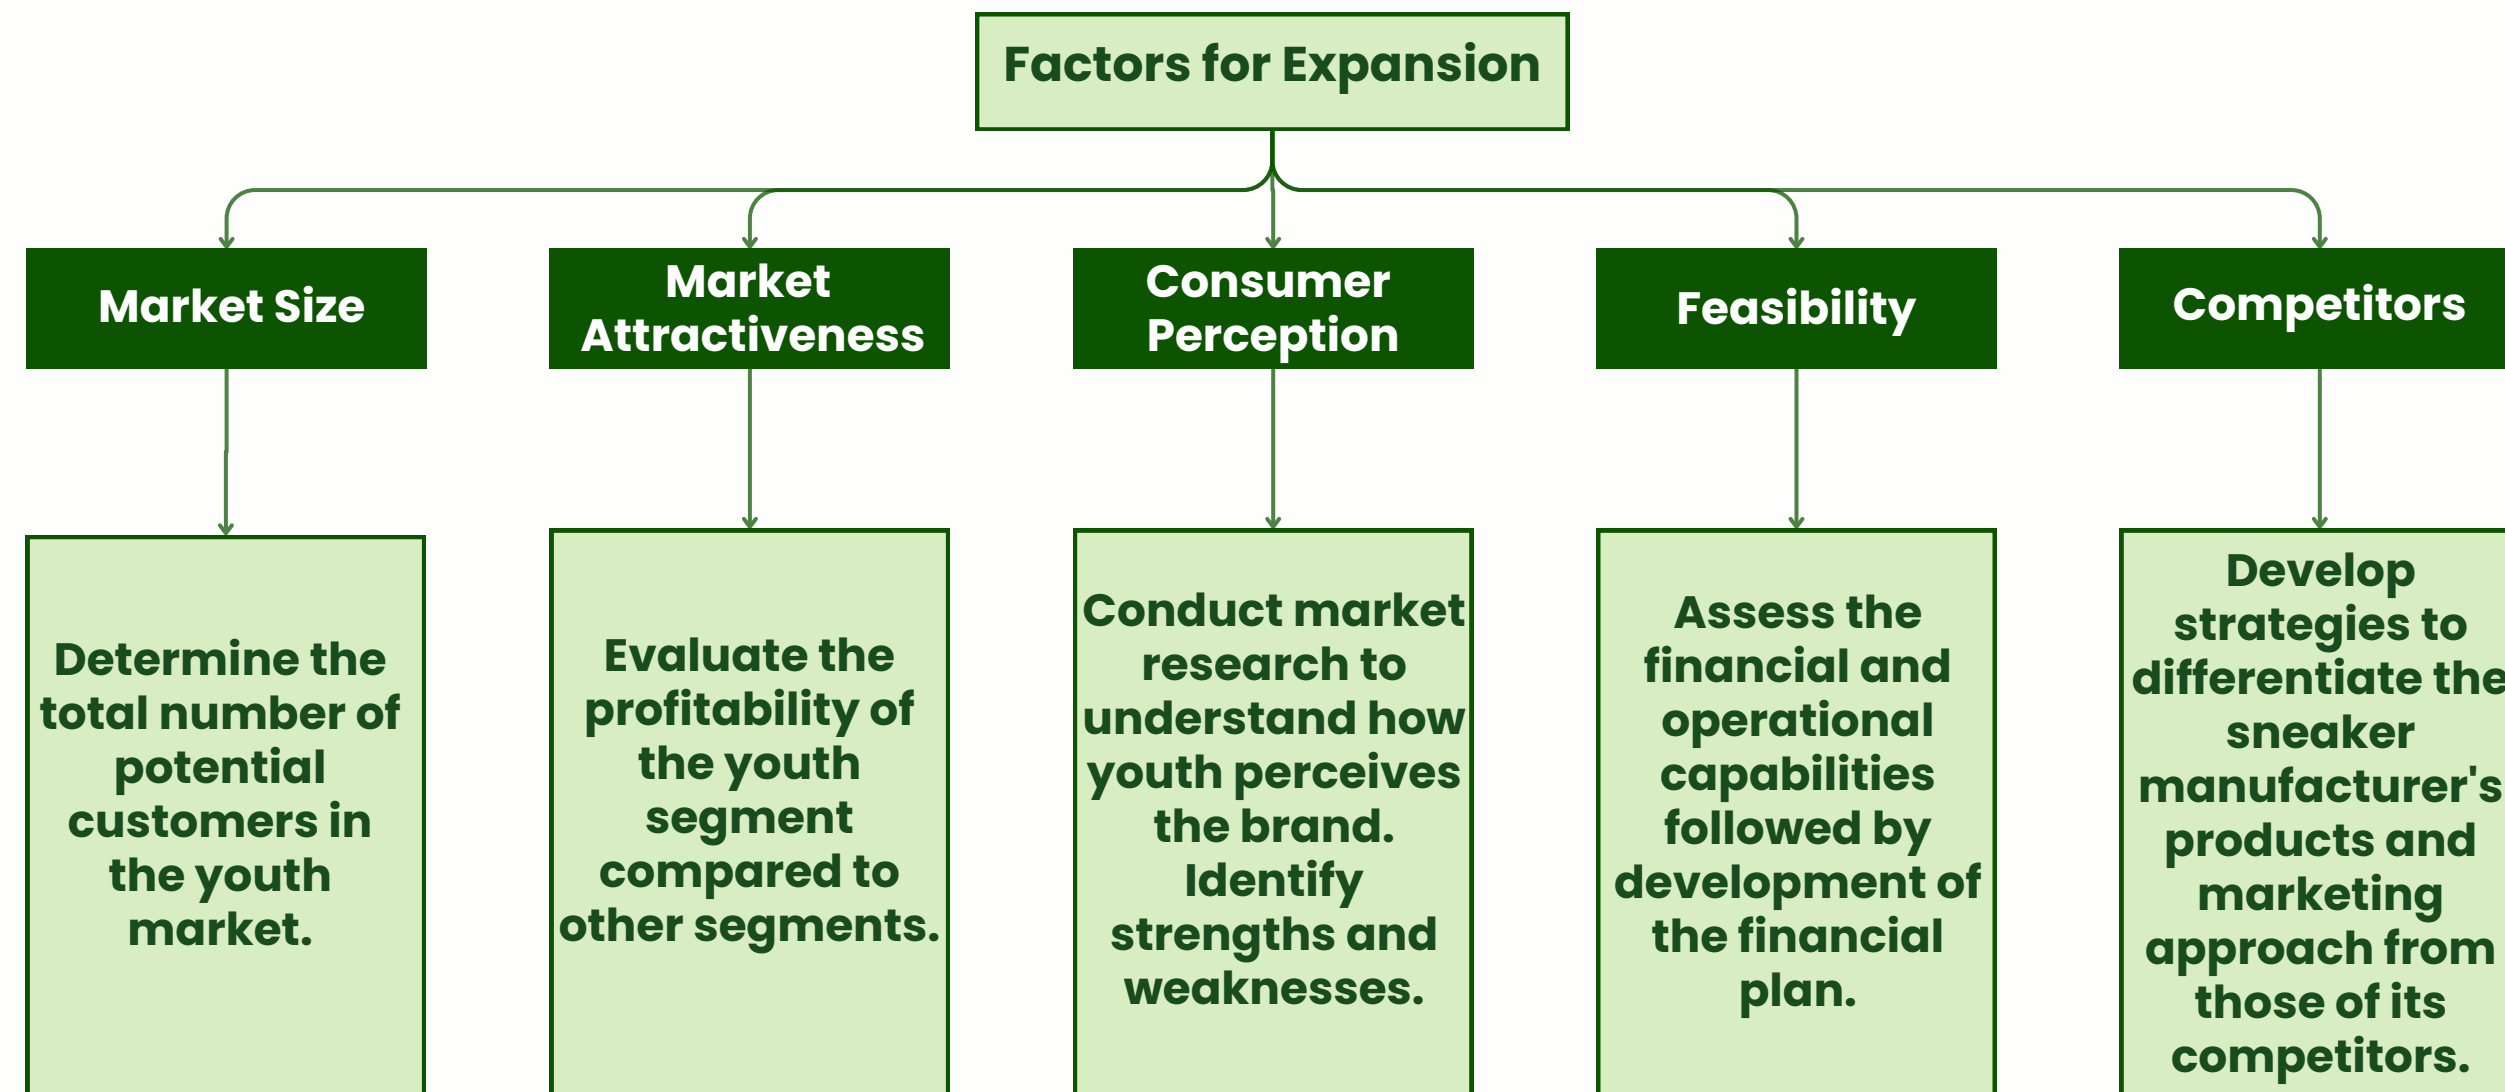 Factors for Expansion
Market Size
Market
Attractiveness
Consumer
Perception
Feasibility
Competitors
Determine the
total number of
potential
customers in
the youth
market.
Evaluate the
profitability of
the youth
segment
compared to
other segments.
Conduct market
research to
understand how
youth perceives
the brand.
Identify
strengths and
weaknesses.
Assess the
financial and
operational
capabilities
followed by
development of
the financial
plan.
Develop
strategies to
differentiate the
sneaker
manufacturer's
products and
marketing
approach from
those of its
competitors.